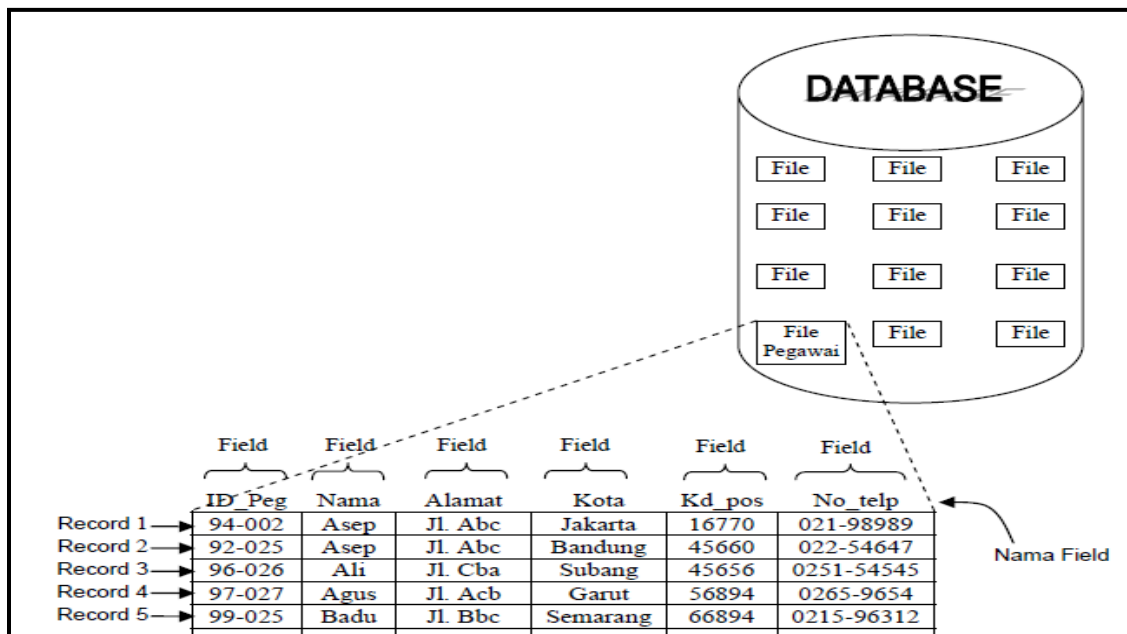 DATABASE
File File File
File File File
File File File
File Pegawai File File
Field Field Field Field Field Field
ID_Peg Nama Alamat Kota Kd_pos No_telp
Record 1 94-002 Asep Jl. Abc Jakarta 16770 021-98989
Record 2 92-025 Asep Jl. Abc Bandung 45660 022-54647
Record 3 96-026 Ali Jl. Cba Subang 45656 0251-54545
Record 4 97-027 Agus Jl. Acb Garut 56894 0265-9654
Record 5 99-025 Badu Jl. Bbc Semarang 66894 0215-96312
Nama Field